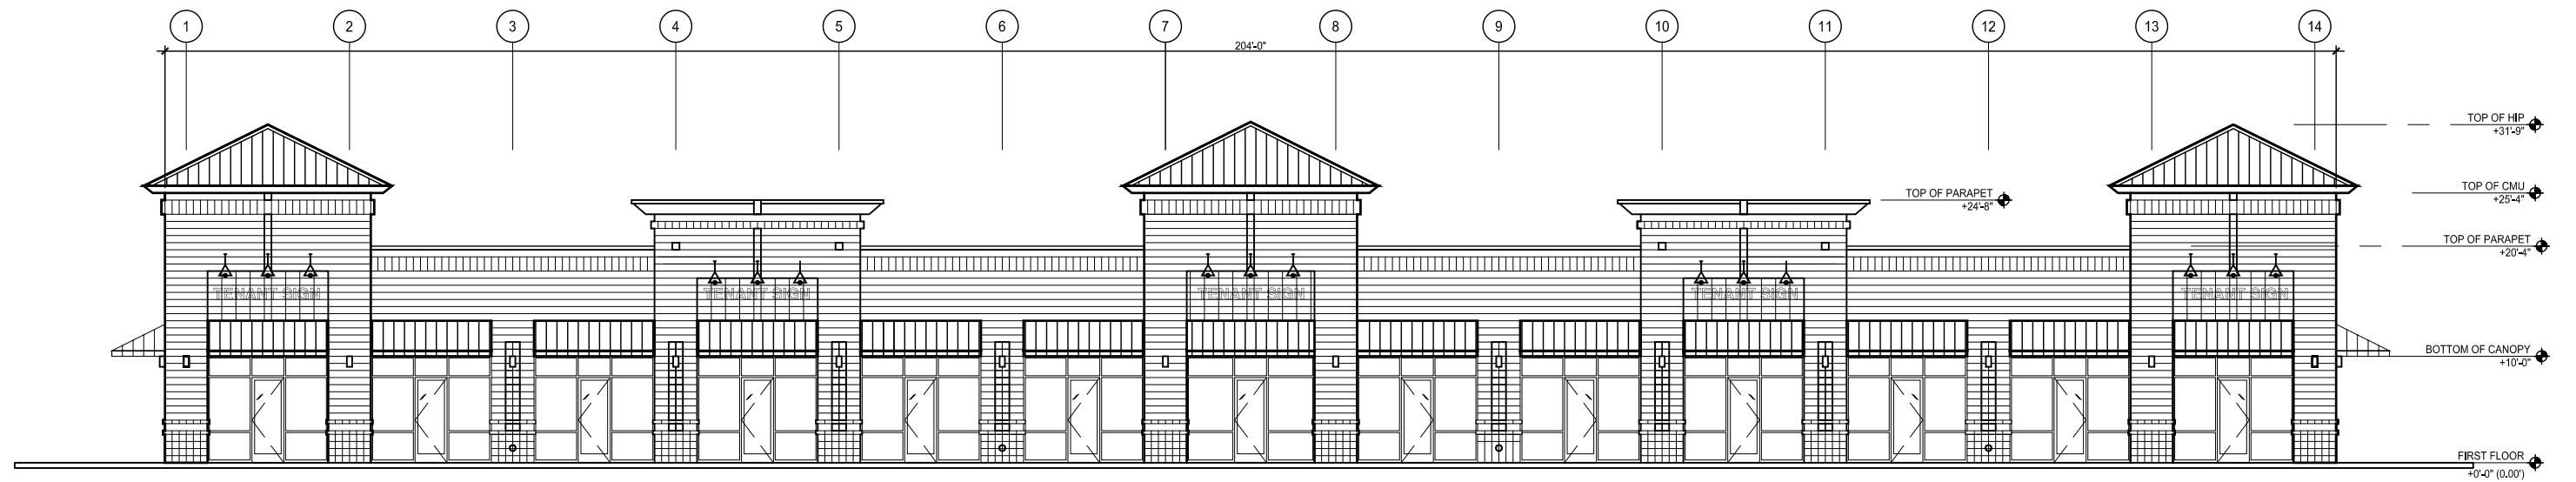 1 2 3 4 5 6 7 8 9 10 11 12 13 14
204'-0"
TOP OF HIP
+31'-9"
TOP OF CMU
+25'-4"
TOP OF PARAPET
+24'-8"
TOP OF PARAPET
+20'-4"
TENANT SIGN TENANT SIGN TENANT SIGN TENANT SIGN TENANT SIGN
BOTTOM OF CANOPY
+10'-0"
FIRST FLOOR
+0'-0" (0.00')